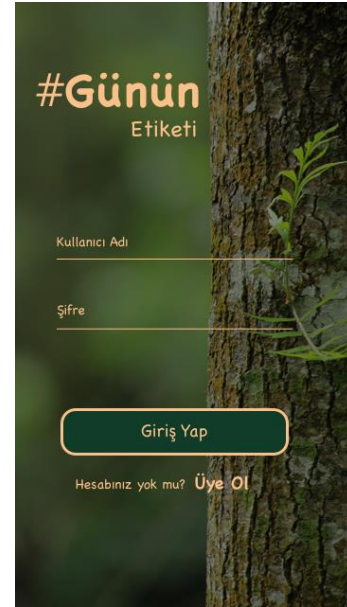 #Günün
Etiketi
Kullanıcı Adı
Şifre
Giriş Yap
Hesabınız yok mu? Üye Ol